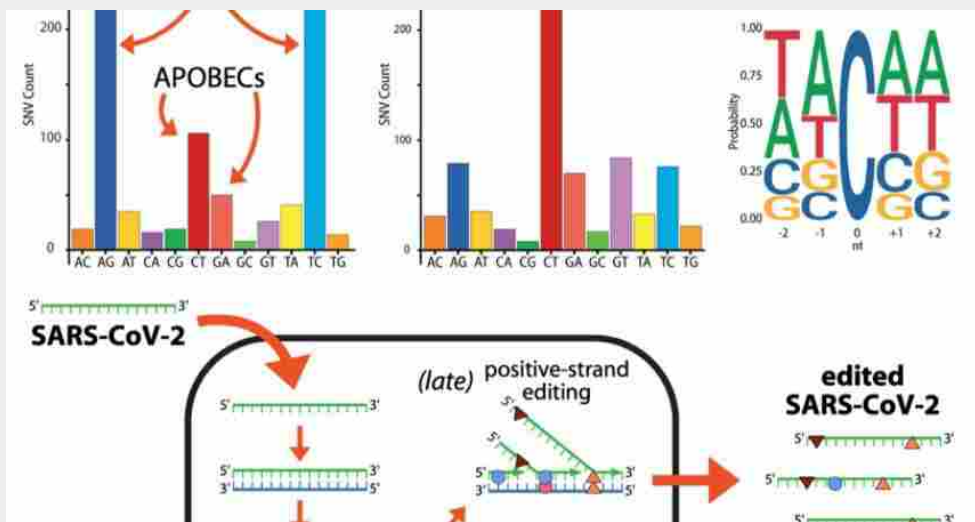 200
SNV Count
100
0
APOBECs
AC AG AT CA CG CT GA GC GT TA TC TG
200
SNV Count
100
0
AC AG AT CA CG CT GA GC GT TA TC TG
1.00
0.75
0.50
0.25
0.00
Probability
T A C A A
A T T T
C G C G
G C G C
-2 -1 0 +1 +2
nt
5' 3'
SARS-CoV-2
5' 3'
5' 3'
3' 5'
(late) positive-strand
editing
5'
5'
5' 3'
3' 5'
edited
SARS-CoV-2
5' 3'
5' 3'
5' 3'